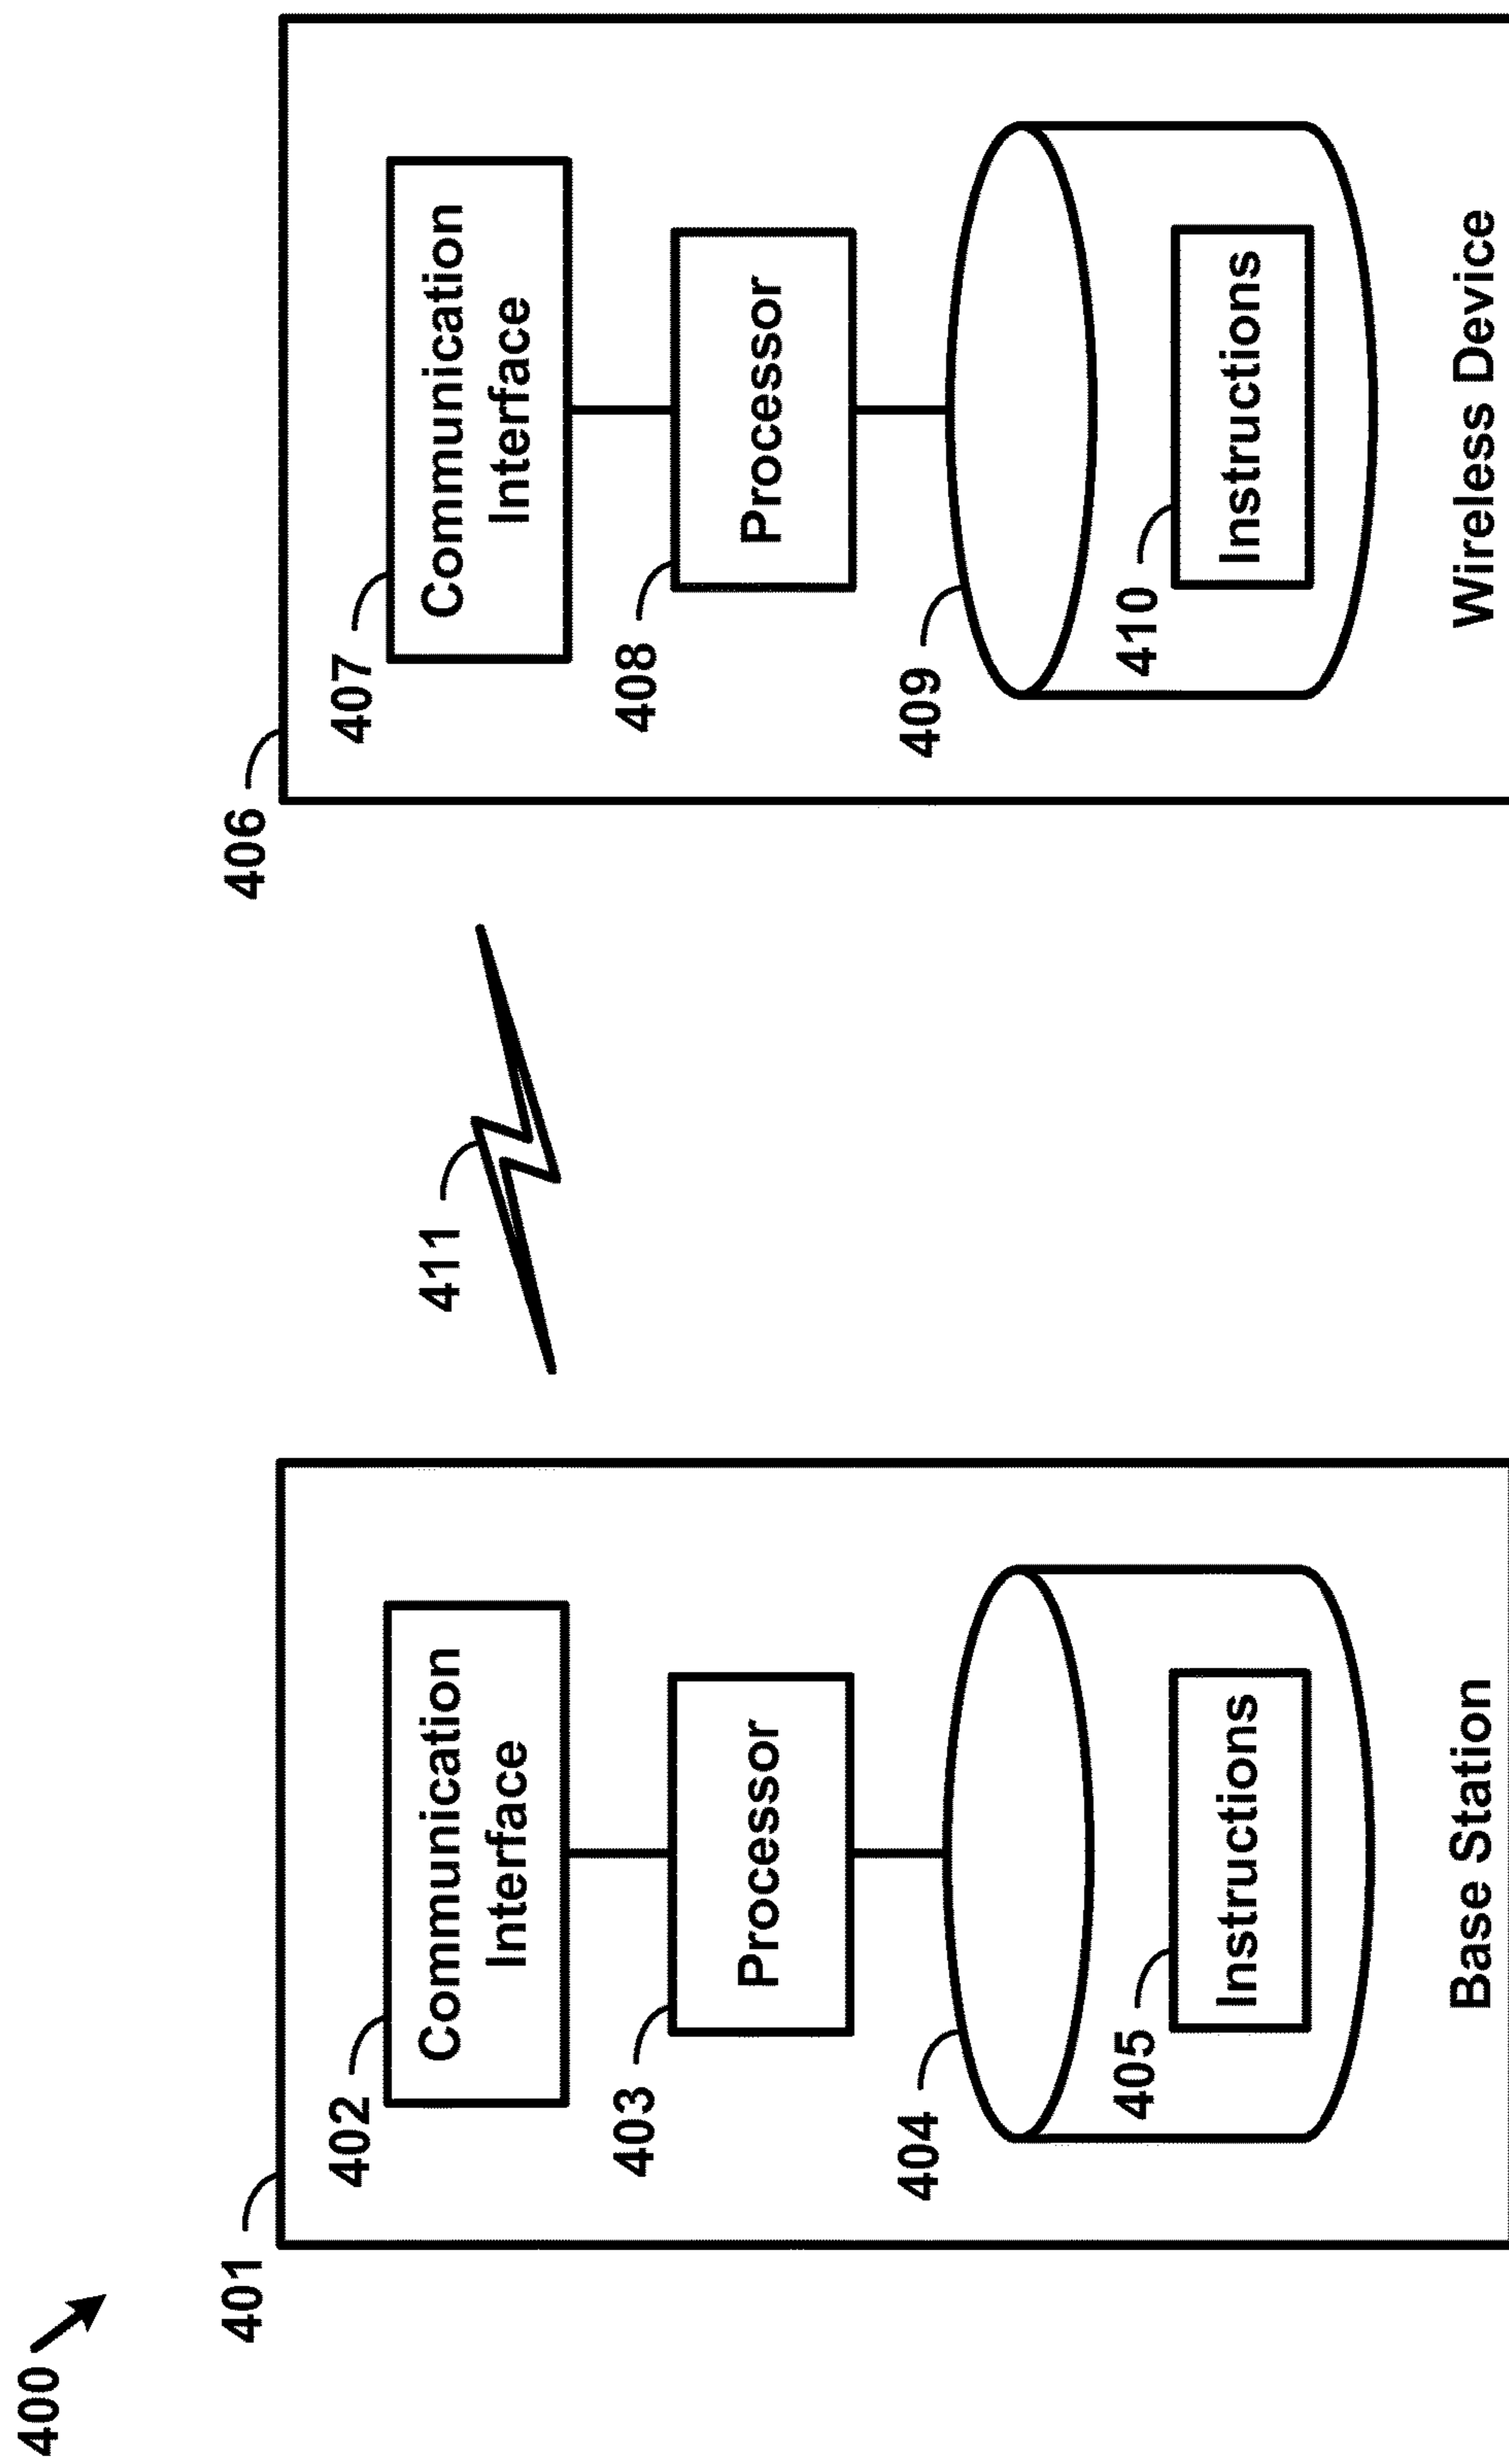 400
401
402
Communication
Interface
403
Processor
404
405
Instructions
Base Station
411
406
407
Communication
Interface
408
Processor
409
410
Instructions
Wireless Device